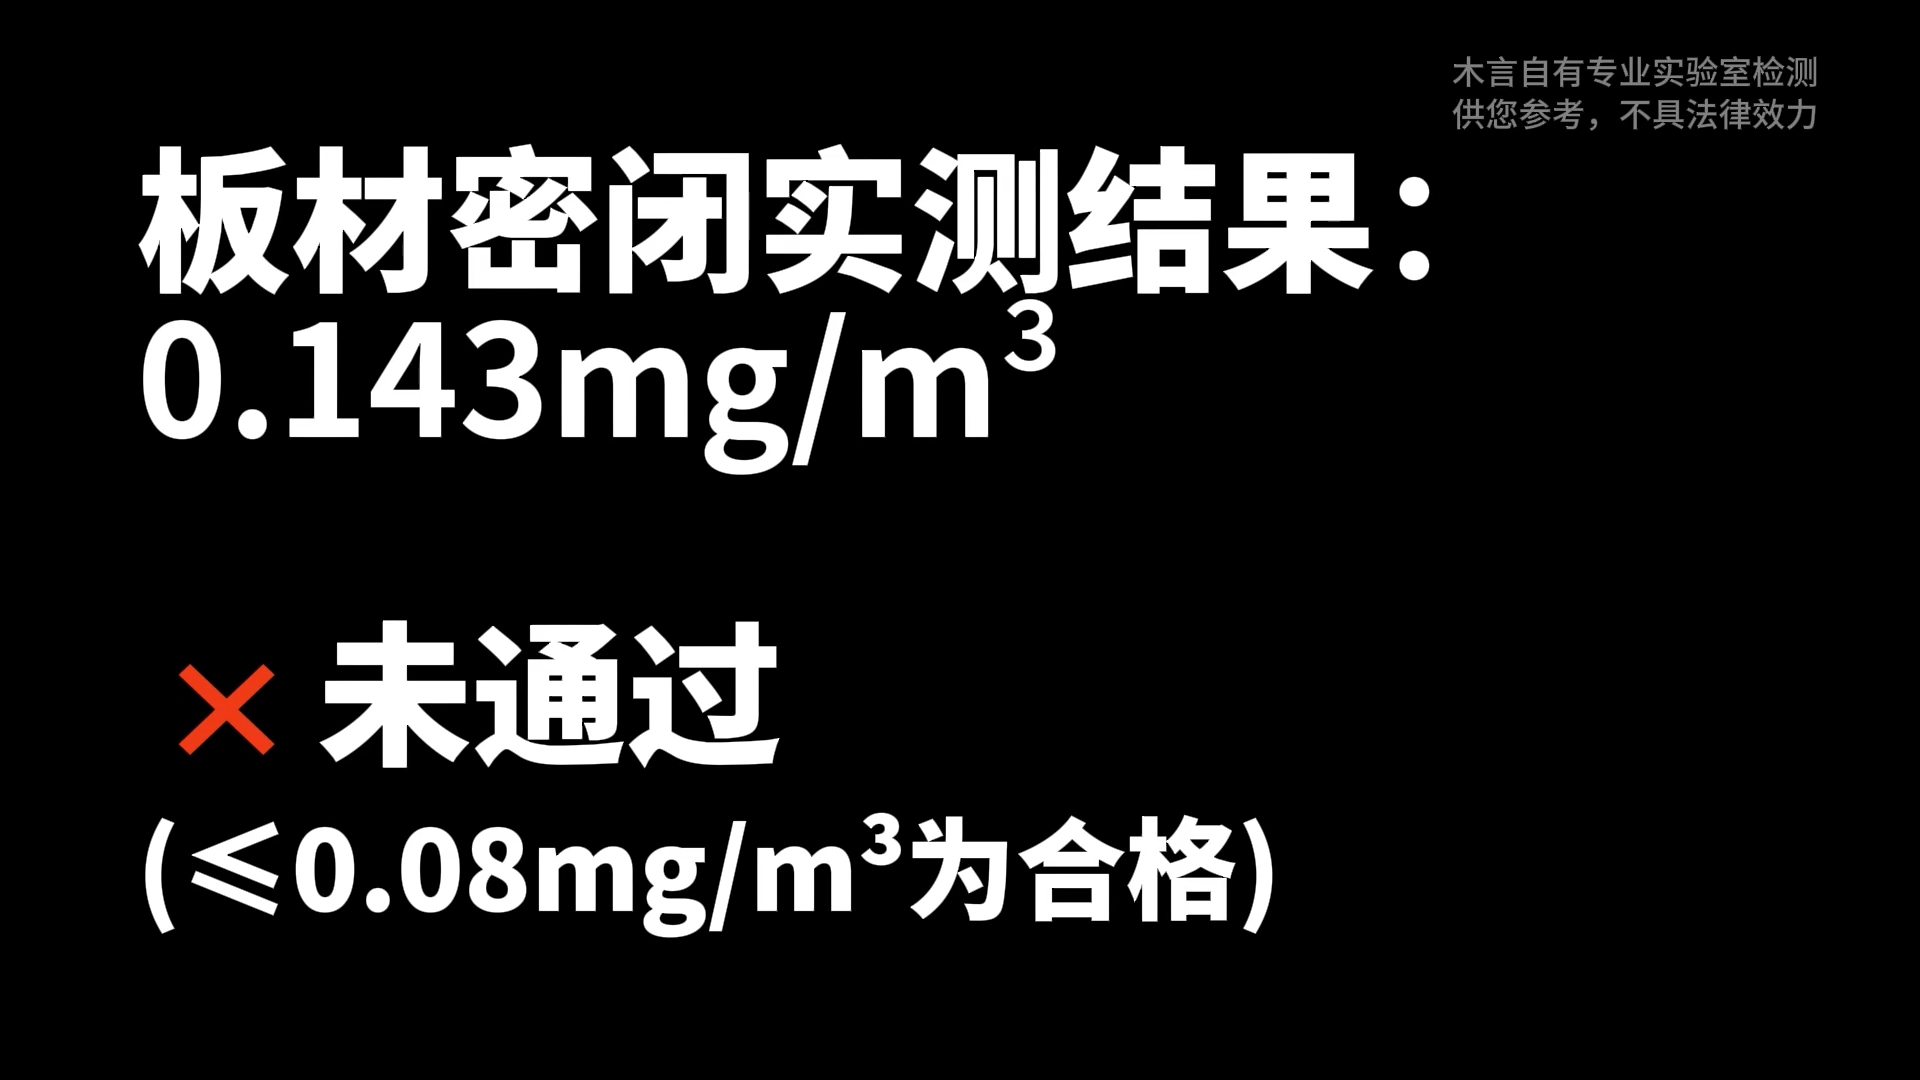 木言自有专业实验室检测
供您参考，不具法律效力
板材密闭实测结果：
0.143mg/m³
×未通过
(≤0.08mg/m³为合格)